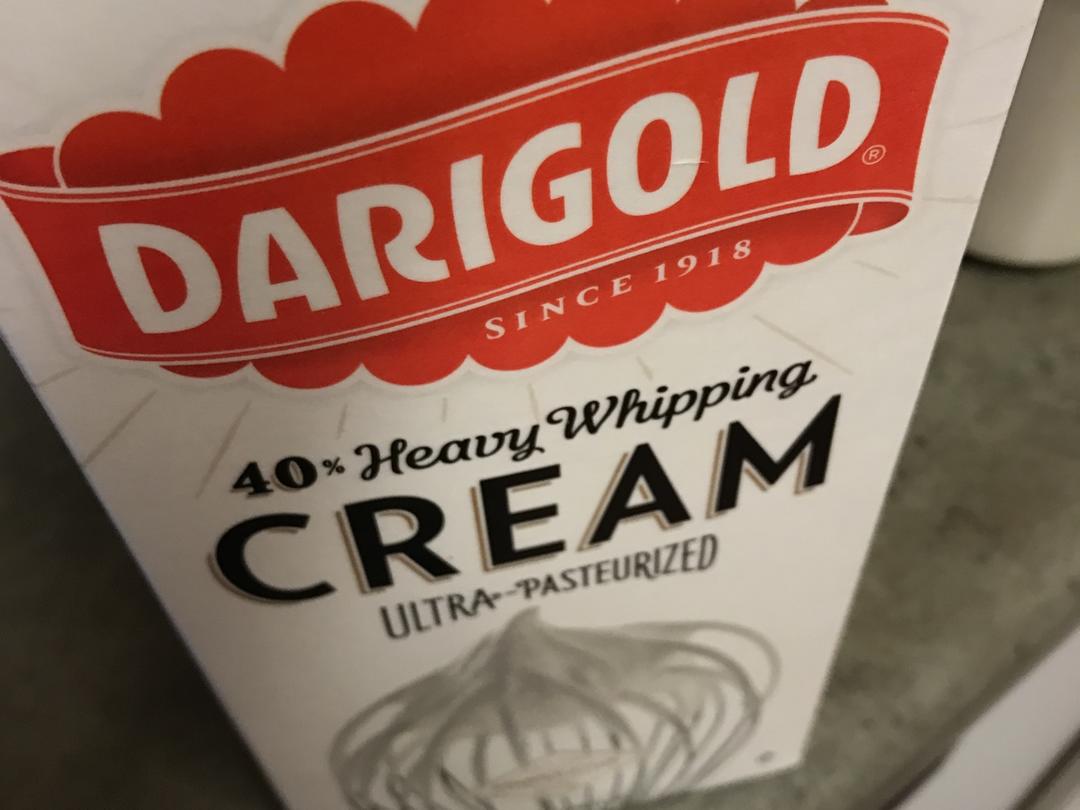 DARIGOLD®
SINCE 1918
40% Heavy Whipping
CREAM
ULTRA-PASTEURIZED